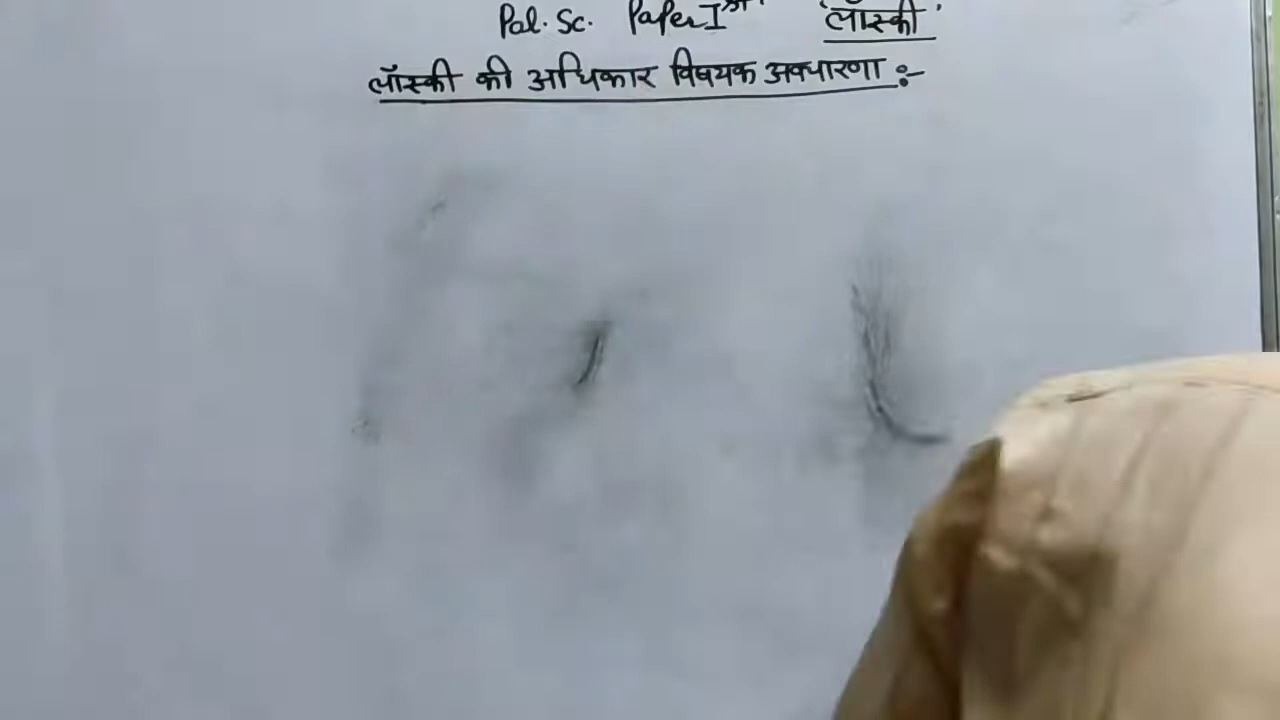 Pol. Sc. Paper I 'लॉस्की'
लॉस्की की अधिकार विषयक अवधारणा :-